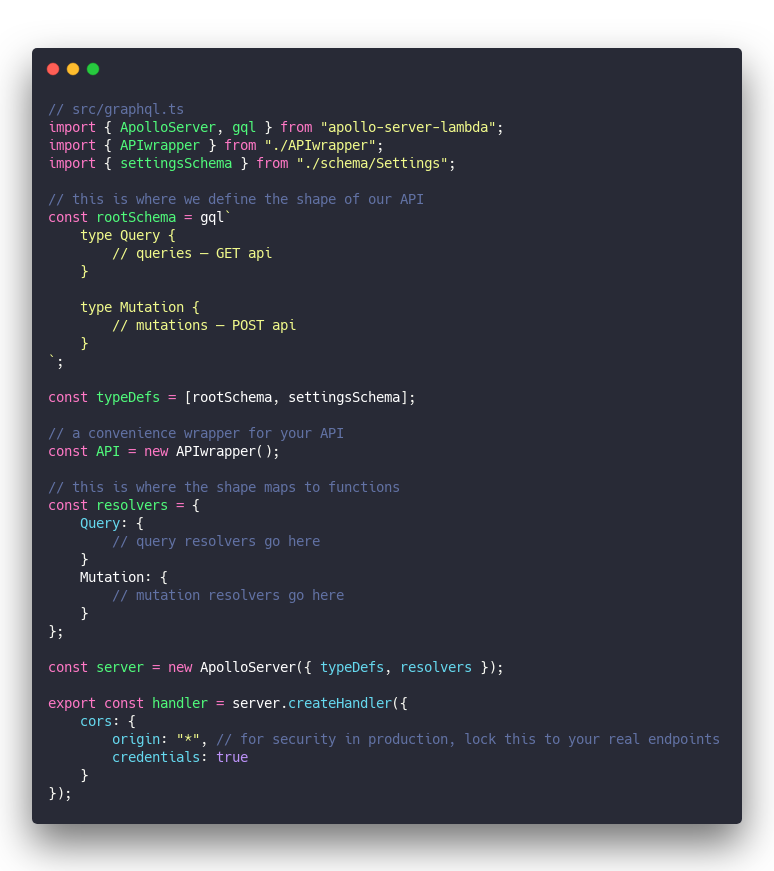 // src/graphql.ts
import { ApolloServer, gql } from "apollo-server-lambda";
import { APIwrapper } from "./APIwrapper";
import { settingsSchema } from "./schema/Settings";

// this is where we define the shape of our API
const rootSchema = gql`
    type Query {
        // queries – GET api
    }

    type Mutation {
        // mutations – POST api
    }
`;

const typeDefs = [rootSchema, settingsSchema];

// a convenience wrapper for your API
const API = new APIwrapper();

// this is where the shape maps to functions
const resolvers = {
    Query: {
        // query resolvers go here
    }
    Mutation: {
        // mutation resolvers go here
    }
};

const server = new ApolloServer({ typeDefs, resolvers });

export const handler = server.createHandler({
    cors: {
        origin: "*", // for security in production, lock this to your real endpoints
        credentials: true
    }
});